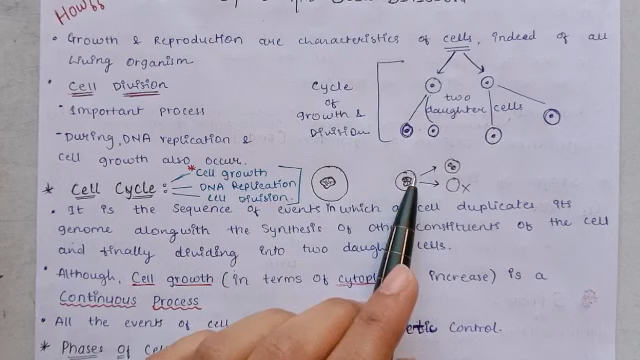 Howss
• Growth & Reproduction are characteristics of cells, indeed of all
living organism
• Cell Division
- Important process
- During, DNA replication &
cell growth also occur.
Cycle
of
growth &
Division
two
daughter cells
* Cell Cycle :
* Cell growth
DNA Replication
Cell Division.
x
• It is the sequence of events in which a cell duplicates its
genome alongwith the synthesis of other constituents of the cell
and finally dividing into two daugh cells.
• Although, Cell growth (in terms of cytopl increase) is a
Continuous Process
• All the events of cell etic control.
* Phases of Ce